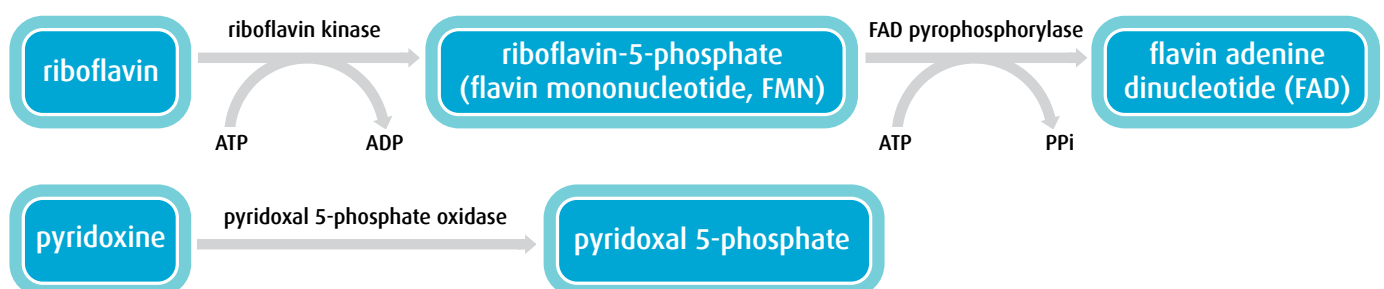 riboflavin kinase
FAD pyrophosphorylase
riboflavin
riboflavin-5-phosphate
(flavin mononucleotide, FMN)
flavin adenine
dinucleotide (FAD)
ATP
ADP
ATP
PPi
pyridoxine
pyridoxal 5-phosphate oxidase
pyridoxal 5-phosphate